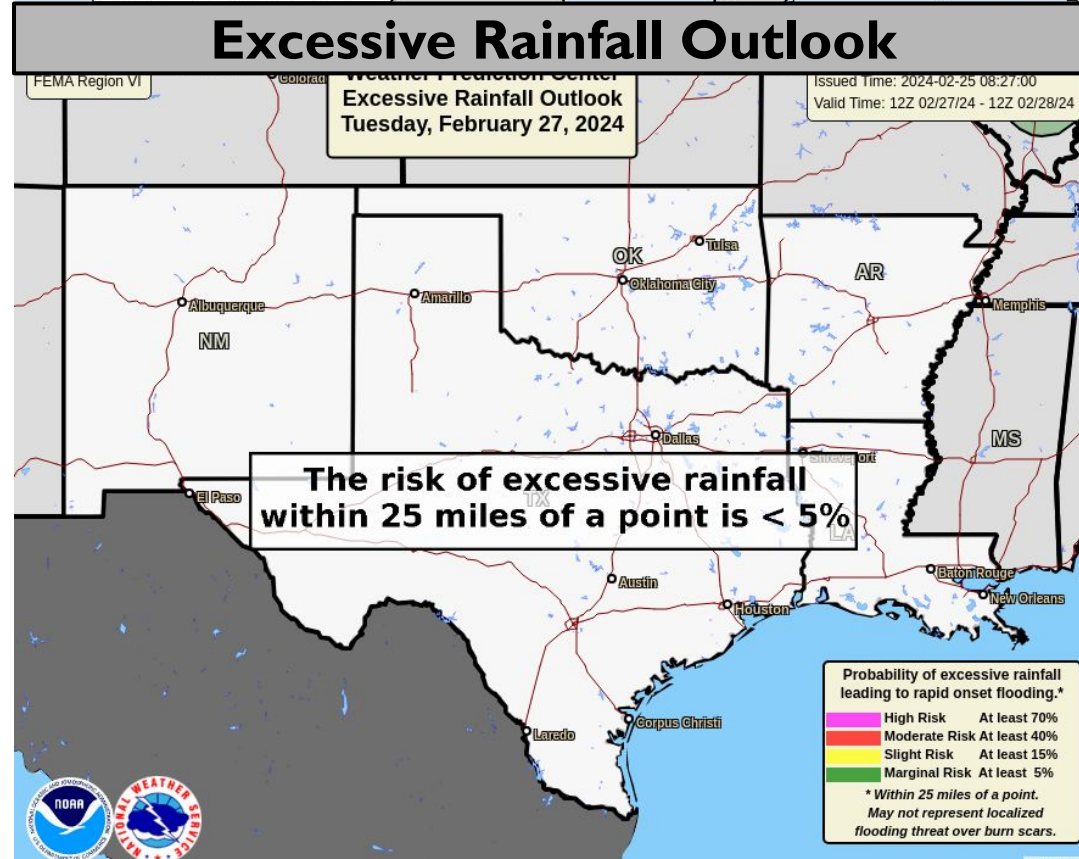 Excessive Rainfall Outlook
FEMA Region VI
Weather Prediction Center
Excessive Rainfall Outlook
Tuesday, February 27, 2024
Issued Time: 2024-02-25 08:27:00
Valid Time: 12Z 02/27/24 - 12Z 02/28/24
Tulsa
OK
Oklahoma City
AR
Albuquerque
Amarillo
Memphis
NM
Dallas
MS
Shreveport
The risk of excessive rainfall
within 25 miles of a point is < 5%
El Paso
TX
LA
Austin
Baton Rouge
Houston
New Orleans
Laredo
Corpus Christi
Probability of excessive rainfall
leading to rapid onset flooding.*
High Risk At least 70%
Moderate Risk At least 40%
Slight Risk At least 15%
Marginal Risk At least 5%
* Within 25 miles of a point.
May not represent localized
flooding threat over burn scars.
NOAA
NATIONAL WEATHER SERVICE